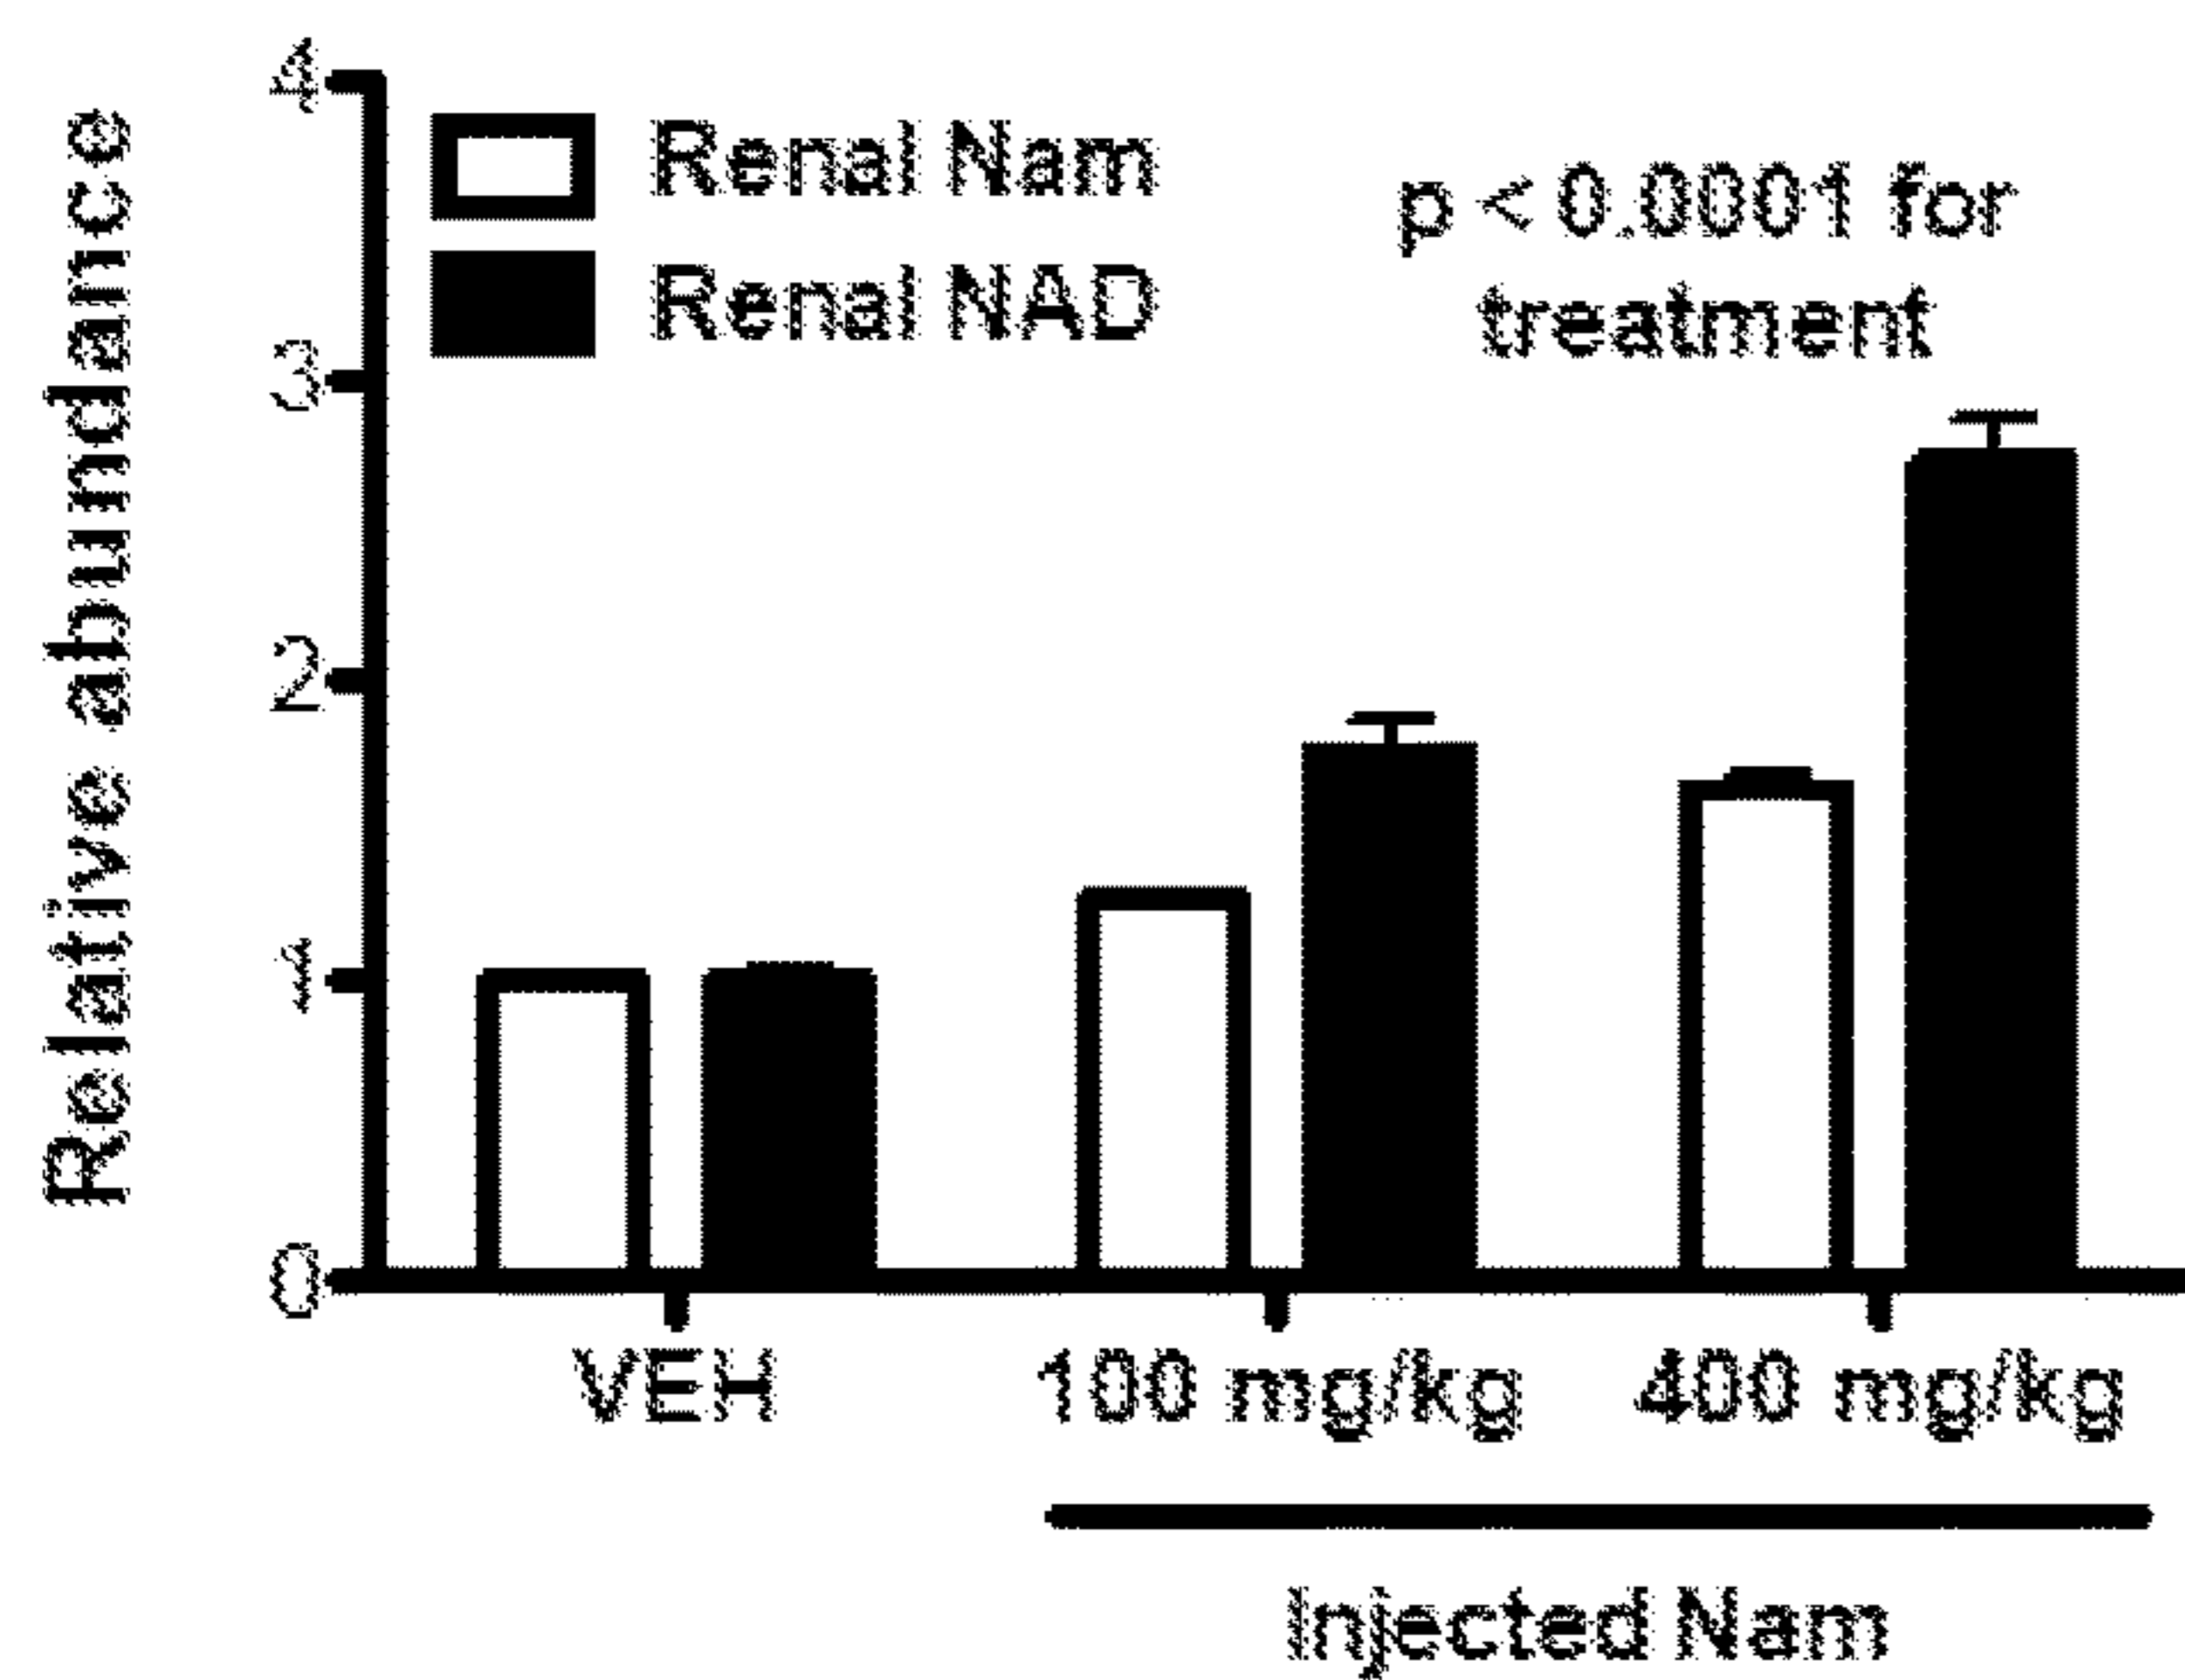 Relative abundance
4
3
2
1
0
Renal Nam
Renal NAD
p < 0.0001 for
treatment
VEH
100 mg/kg
400 mg/kg
Injected Nam